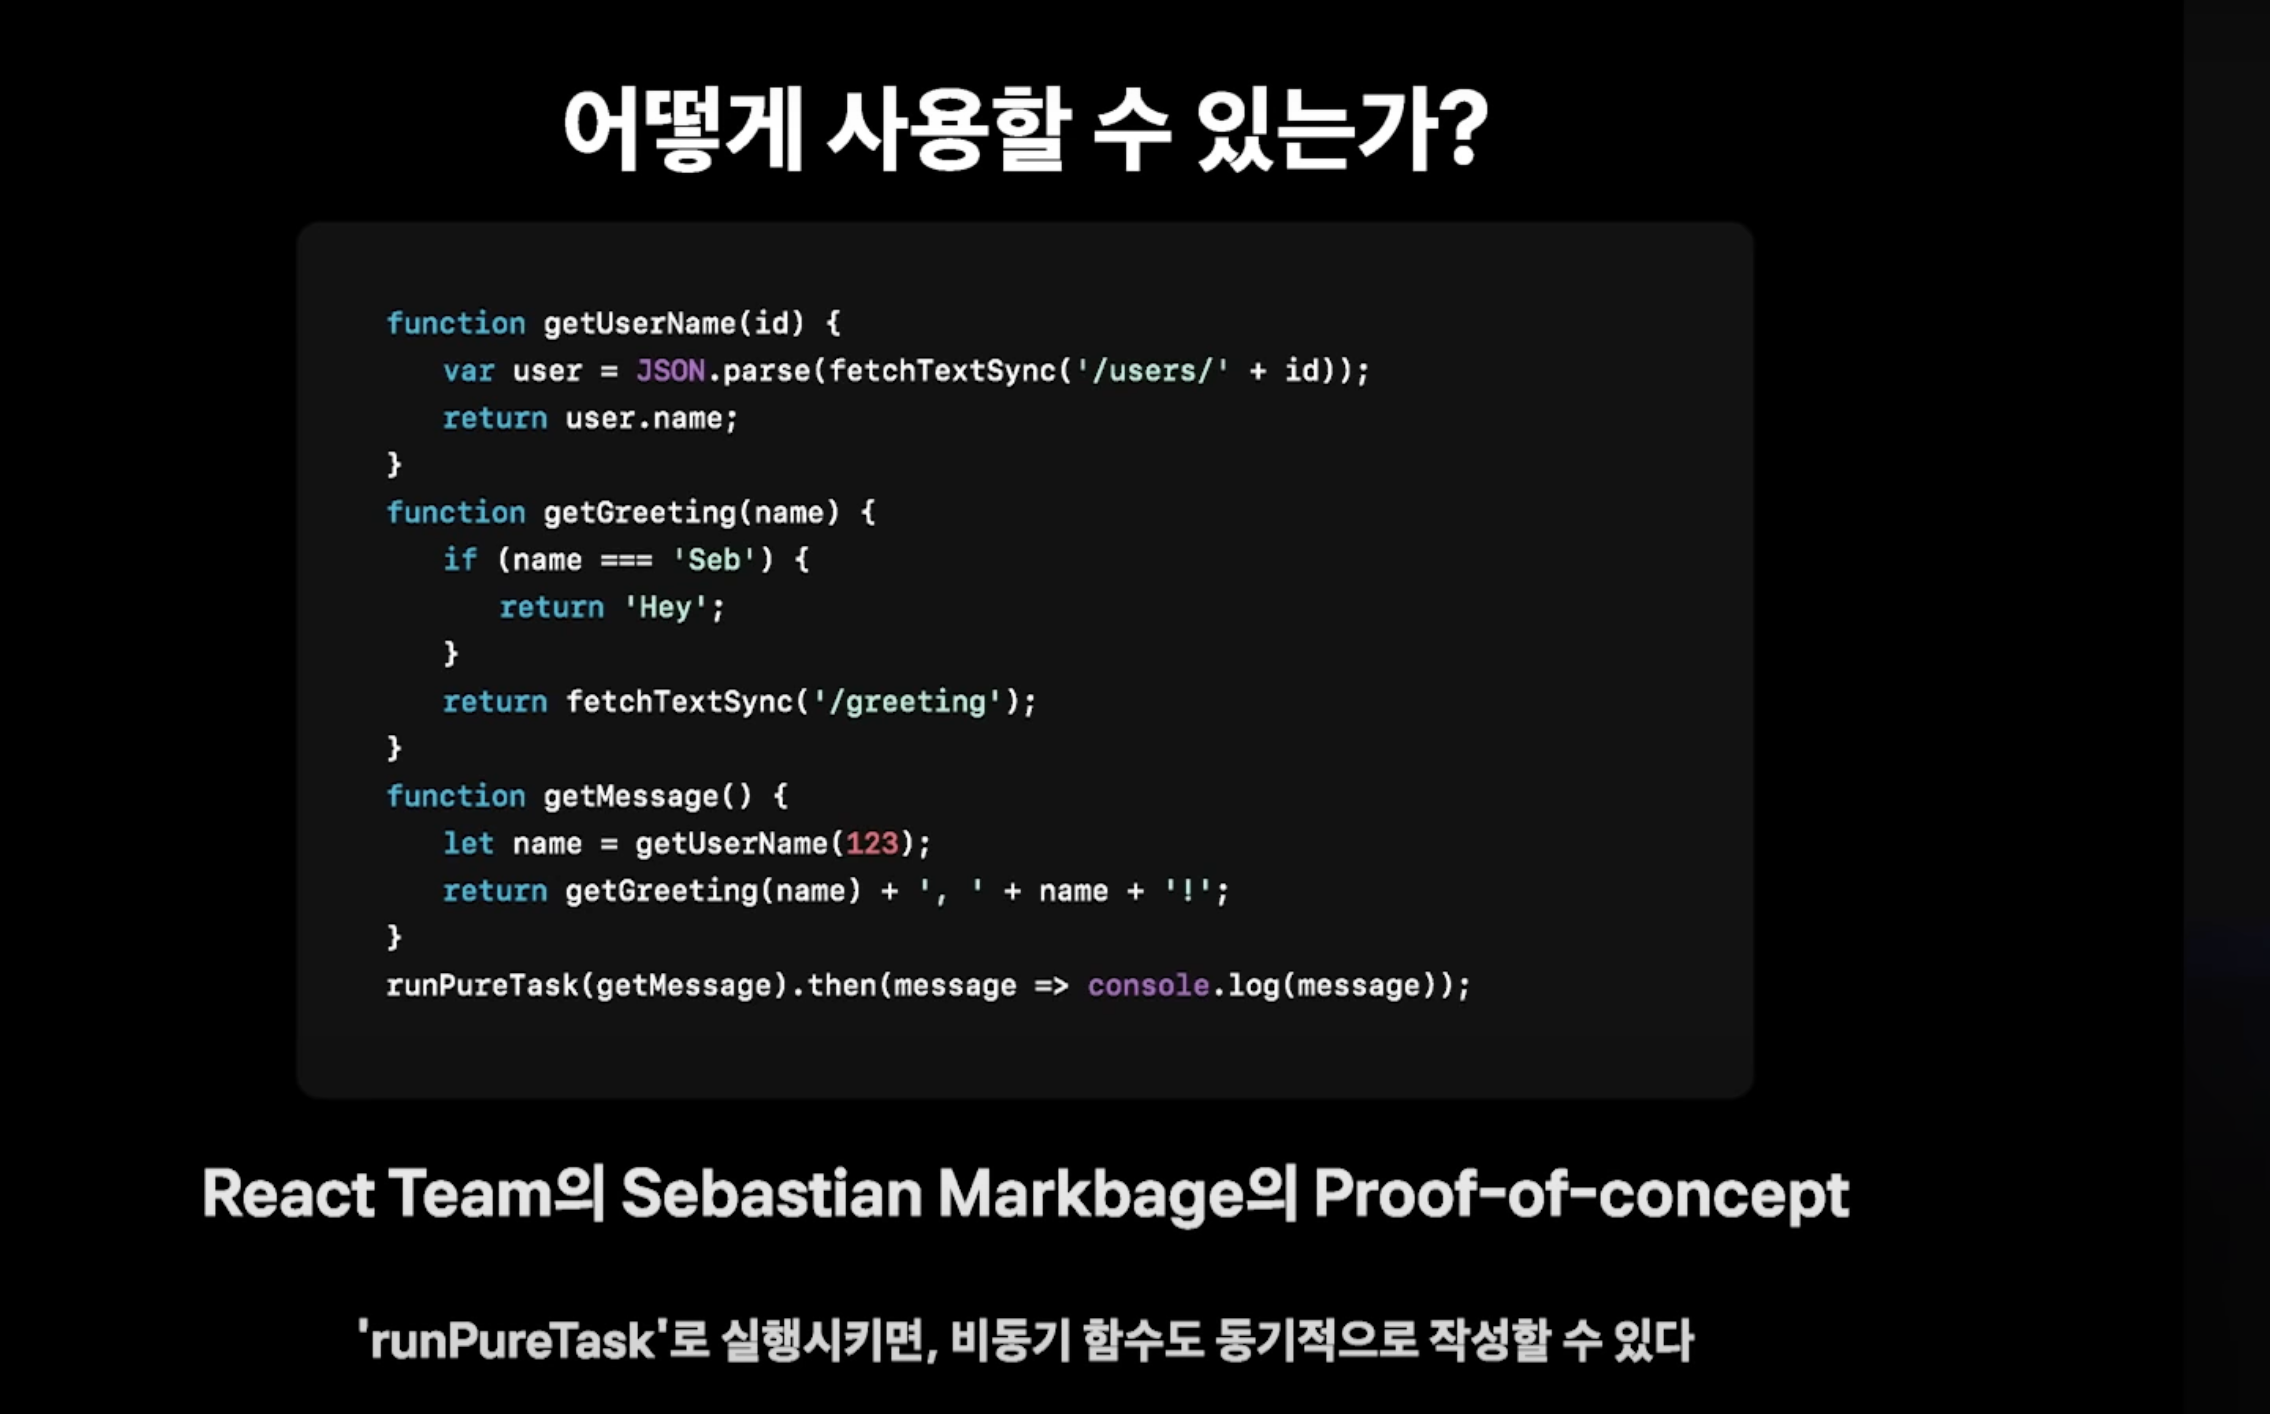 어떻게 사용할 수 있는가?
function getUserName(id) {
var user = JSON.parse(fetchTextSync('/users/' + id));
return user.name;
}
function getGreeting(name) {
if (name === 'Seb') {
return 'Hey';
}
return fetchTextSync('/greeting');
}
function getMessage() {
let name = getUserName(123);
return getGreeting(name) + ', ' + name + '!';
}
runPureTask(getMessage).then(message => console.log(message));
React Team의 Sebastian Markbage의 Proof-of-concept
'runPureTask'로 실행시키면, 비동기 함수도 동기적으로 작성할 수 있다